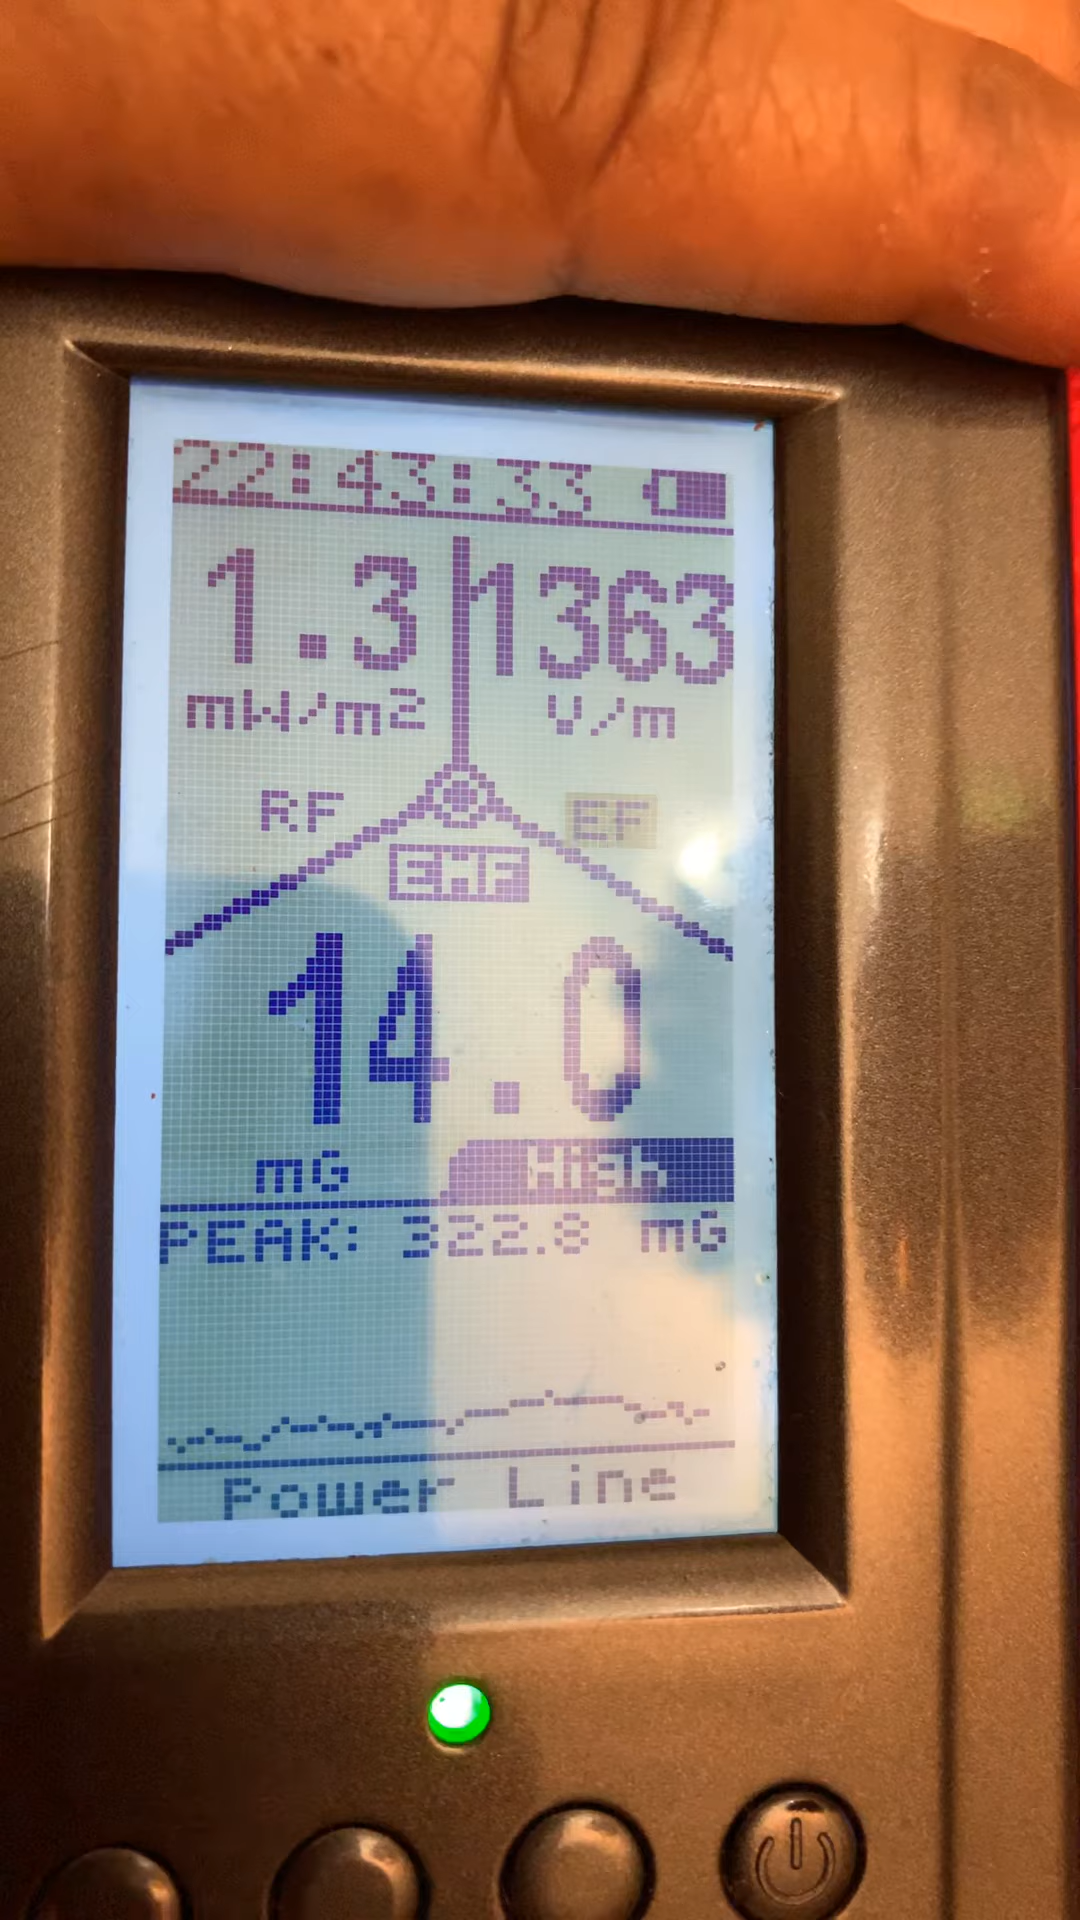 22:43:33
1.3 1363
mW/m2 V/m
RF EF
EMF
14.0
mG High
PEAK: 322.8 mG
Power Line